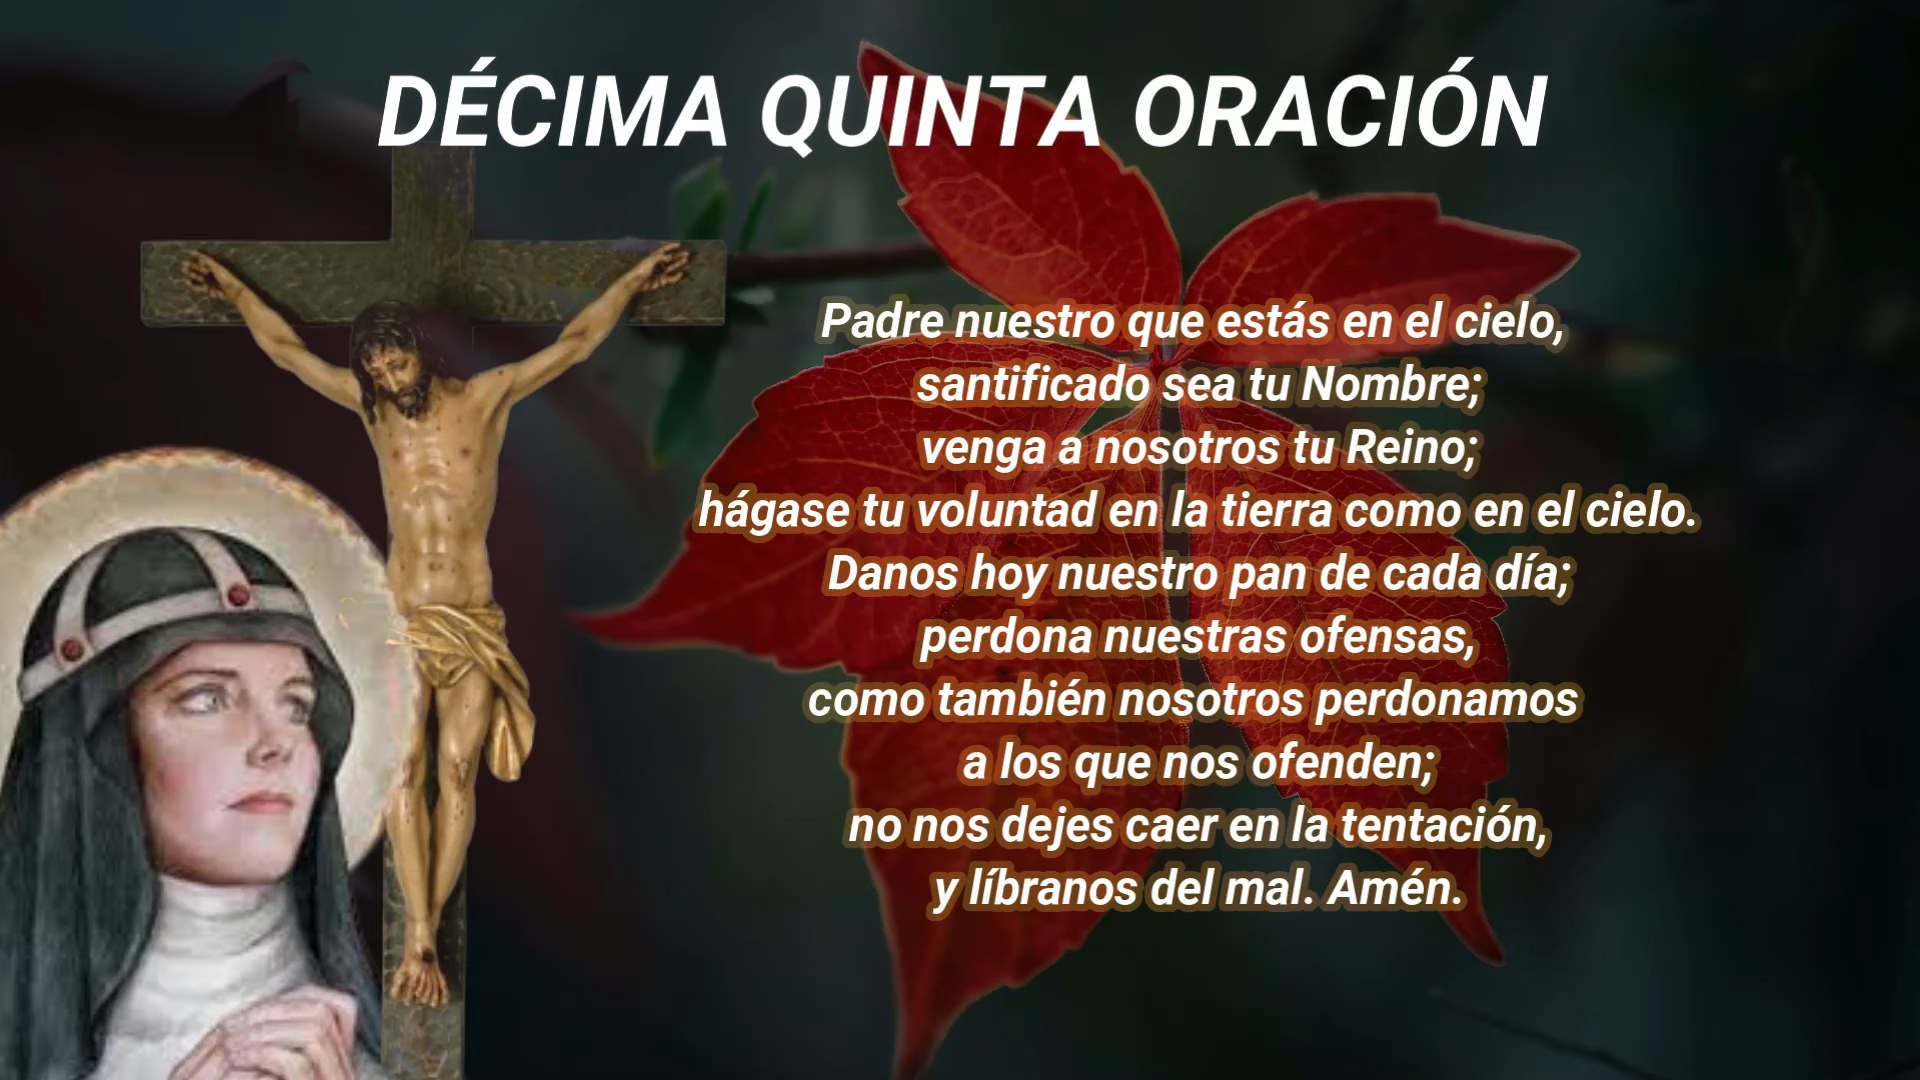 DÉCIMA QUINTA ORACIÓN
Padre nuestro que estás en el cielo,
santificado sea tu Nombre;
venga a nosotros tu Reino;
hágase tu voluntad en la tierra como en el cielo.
Danos hoy nuestro pan de cada día;
perdona nuestras ofensas,
como también nosotros perdonamos
a los que nos ofenden;
no nos dejes caer en la tentación,
y líbranos del mal. Amén.